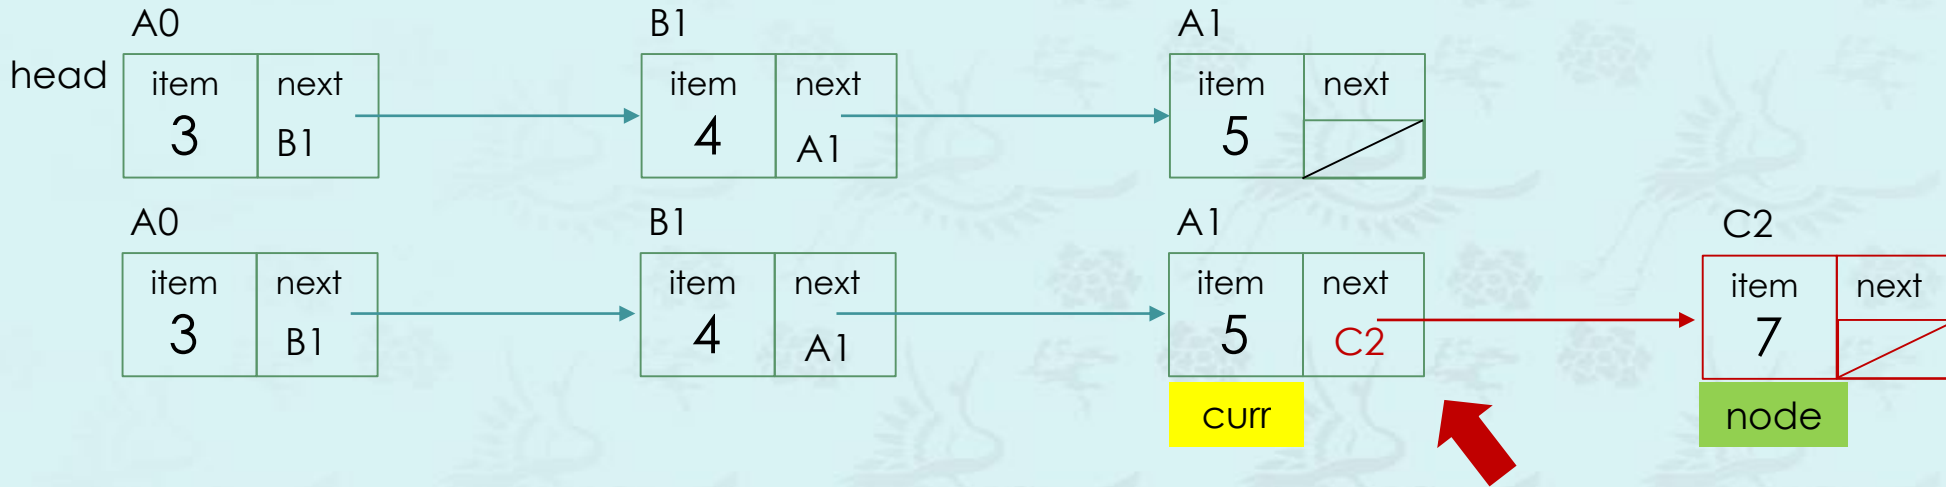 A0 B1 A1
head
item next item next item next
3 B1 4 A1 5
A0 B1 A1 C2
item next item next item next item next
3 B1 4 A1 5 C2 7
curr node